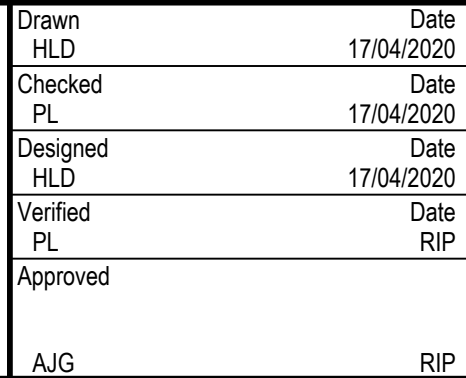 Drawn Date
HLD 17/04/2020
Checked Date
PL 17/04/2020
Designed Date
HLD 17/04/2020
Verified Date
PL RIP
Approved
AJG RIP